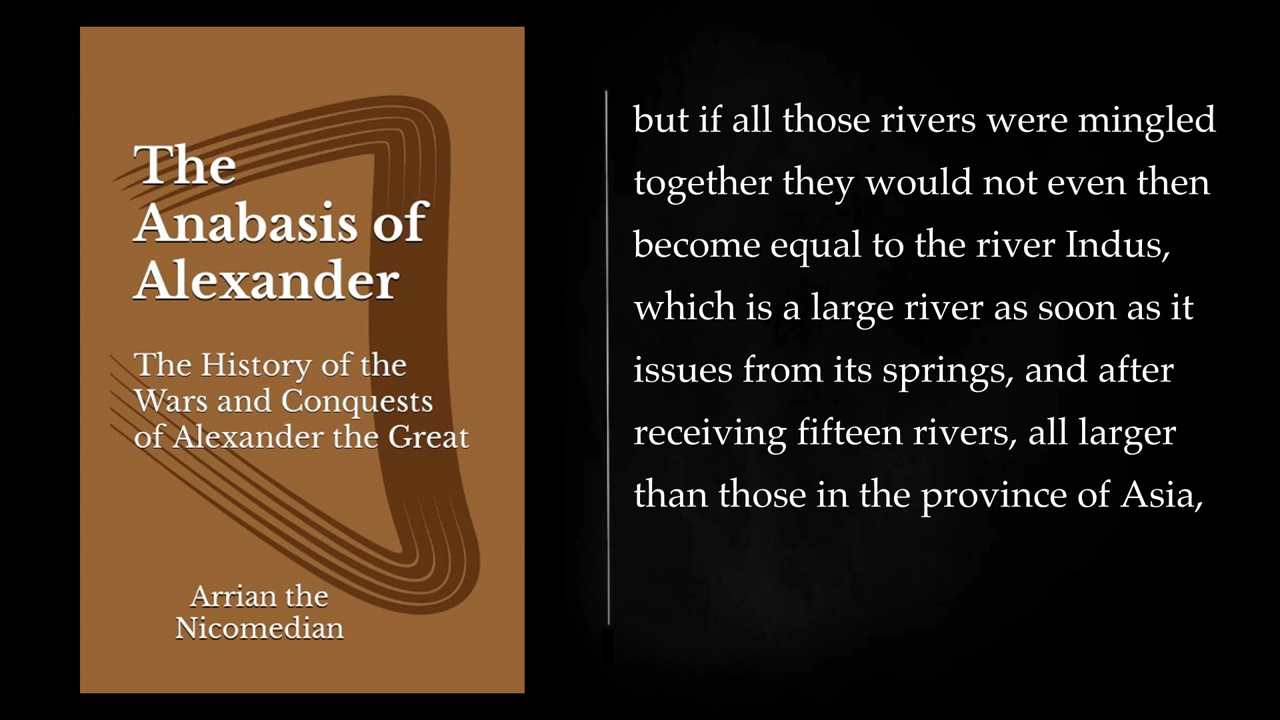 The
Anabasis of
Alexander
The History of the
Wars and Conquests
of Alexander the Great
Arrian the
Nicomedian
but if all those rivers were mingled
together they would not even then
become equal to the river Indus,
which is a large river as soon as it
issues from its springs, and after
receiving fifteen rivers, all larger
than those in the province of Asia,